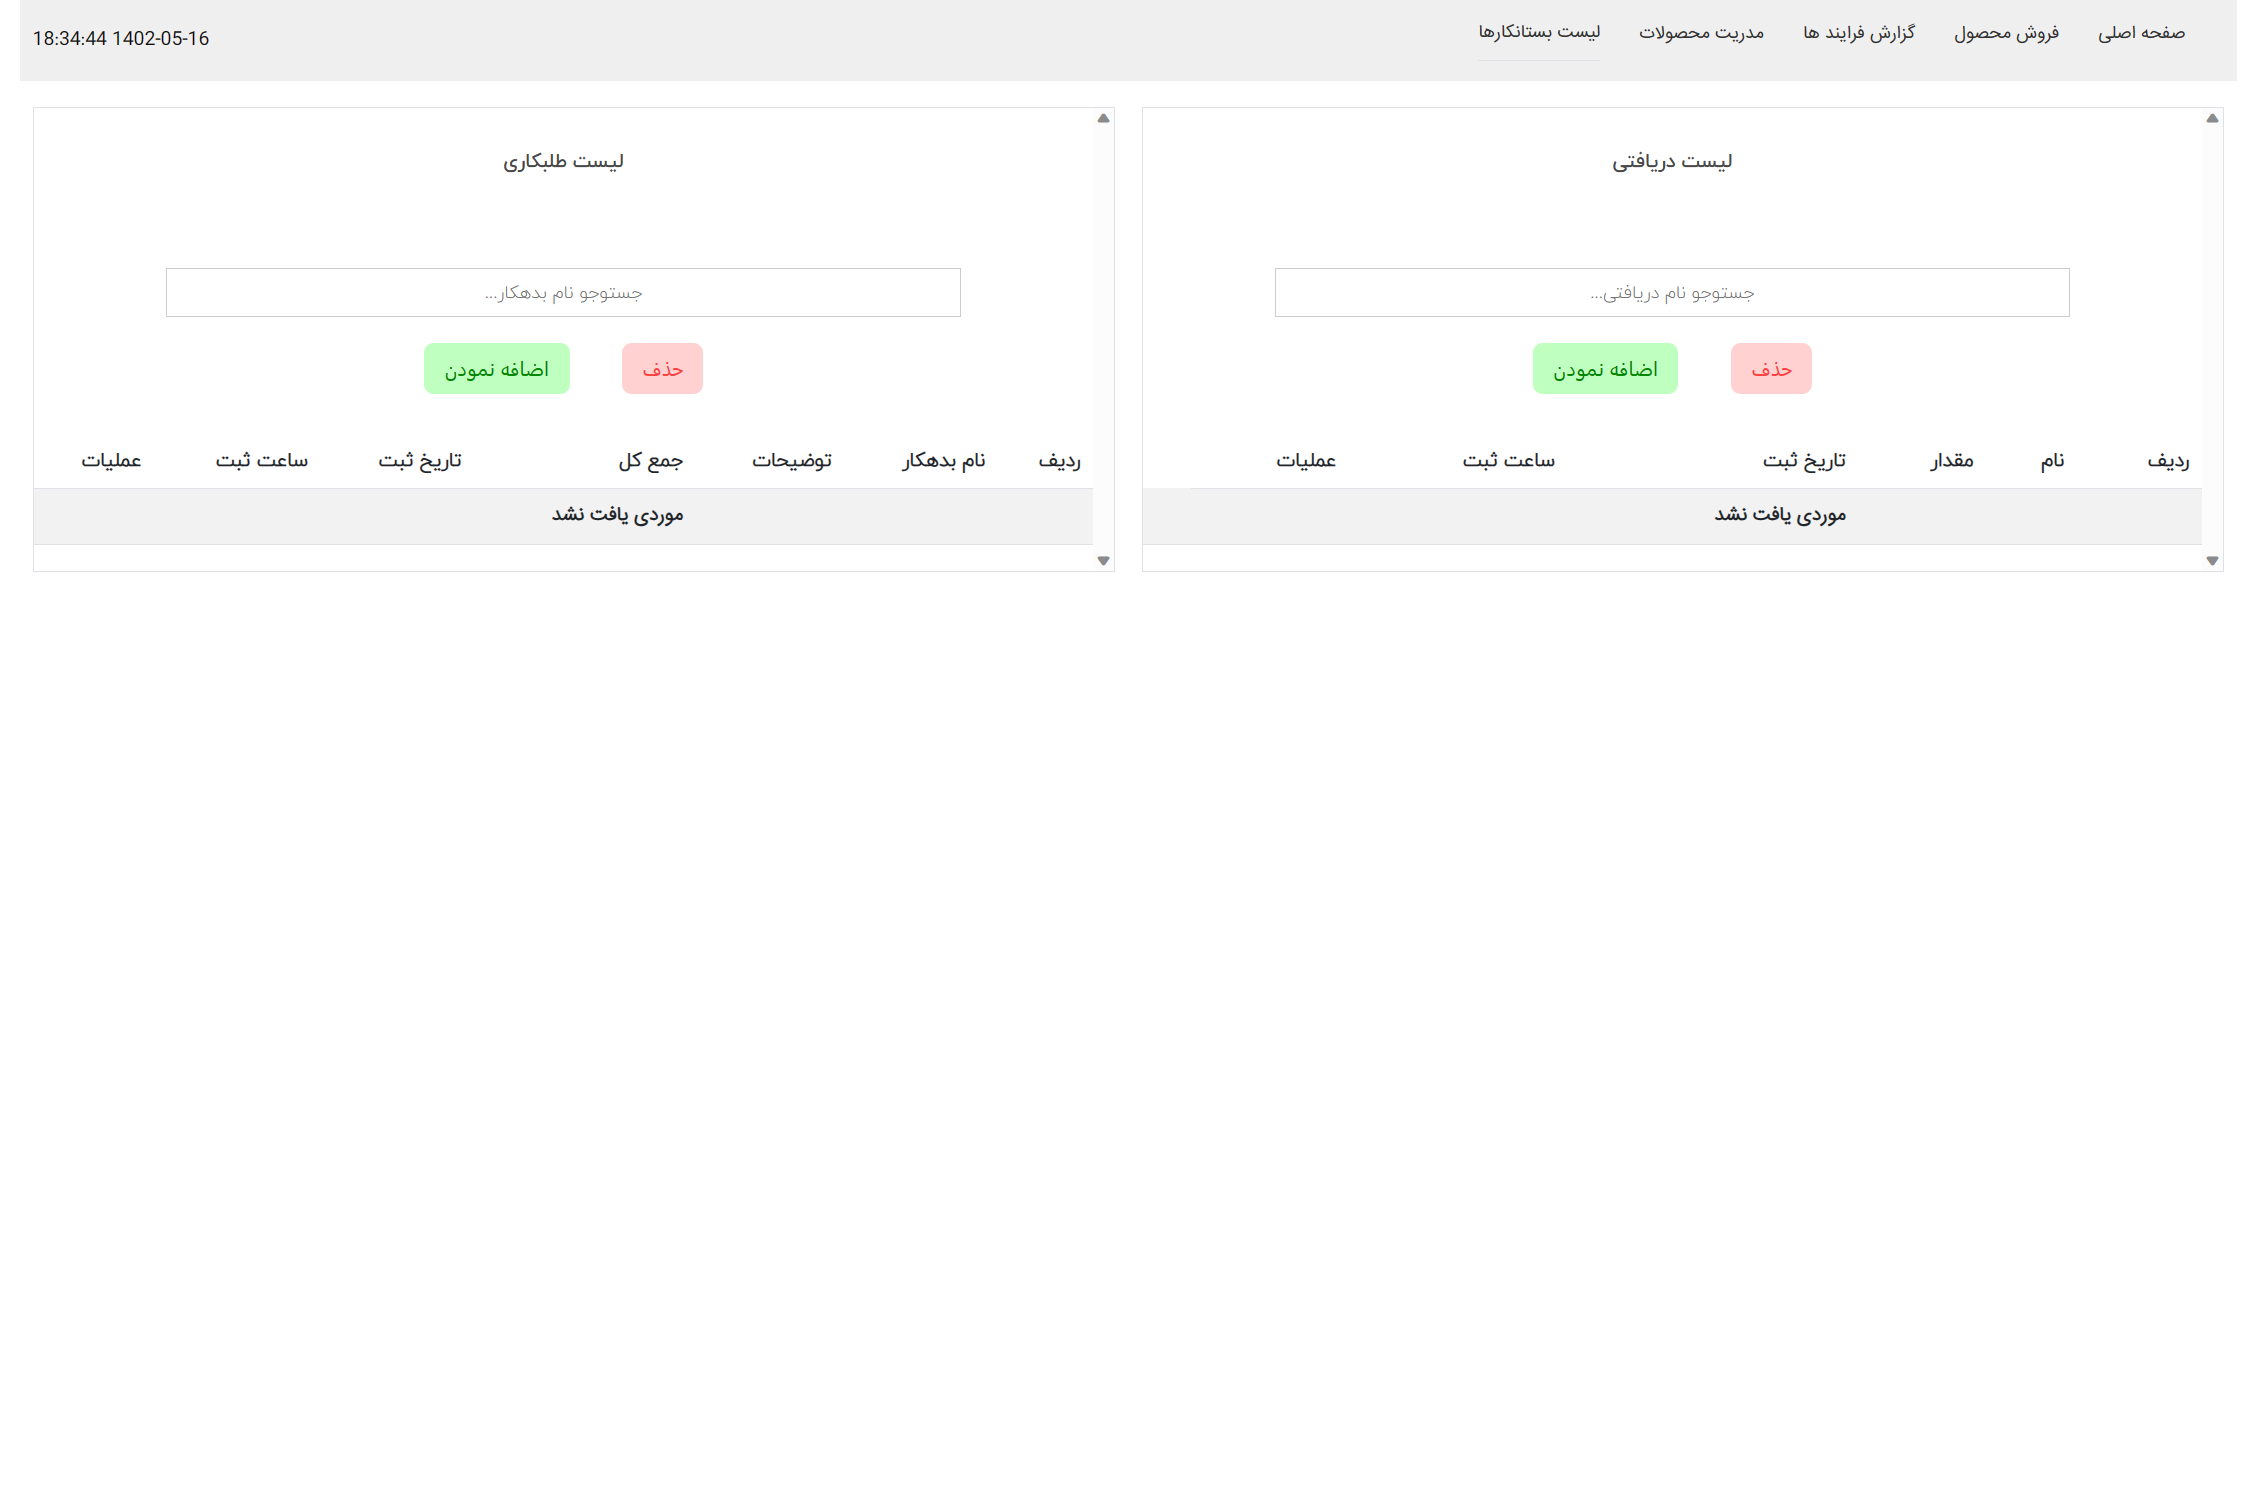 صفحه اصلی
فروش محصول
گزارش فرایند ها
مدریت محصولات
لیست بستانکارها
18:34:44 1402-05-16
لیست دریافتی
جستوجو نام دریافتی...
حذف
اضافه نمودن
ردیف نام مقدار تاریخ ثبت ساعت ثبت عملیات
موردی یافت نشد
لیست طلبکاری
جستوجو نام بدهکار...
حذف
اضافه نمودن
ردیف نام بدهکار توضیحات جمع کل تاریخ ثبت ساعت ثبت عملیات
موردی یافت نشد